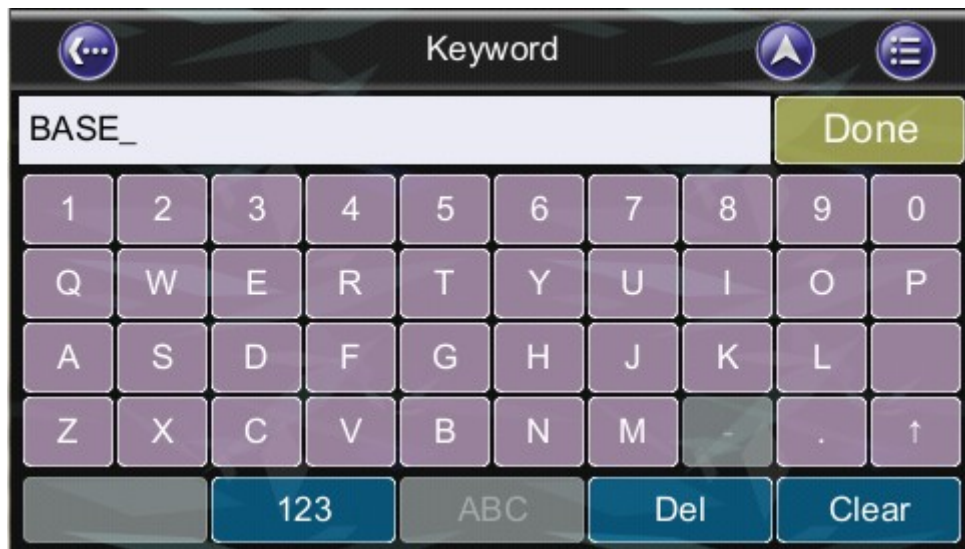 Keyword
BASE_ Done
1 2 3 4 5 6 7 8 9 0
Q W E R T Y U I O P
A S D F G H J K L
Z X C V B N M - . ↑
123 ABC Del Clear